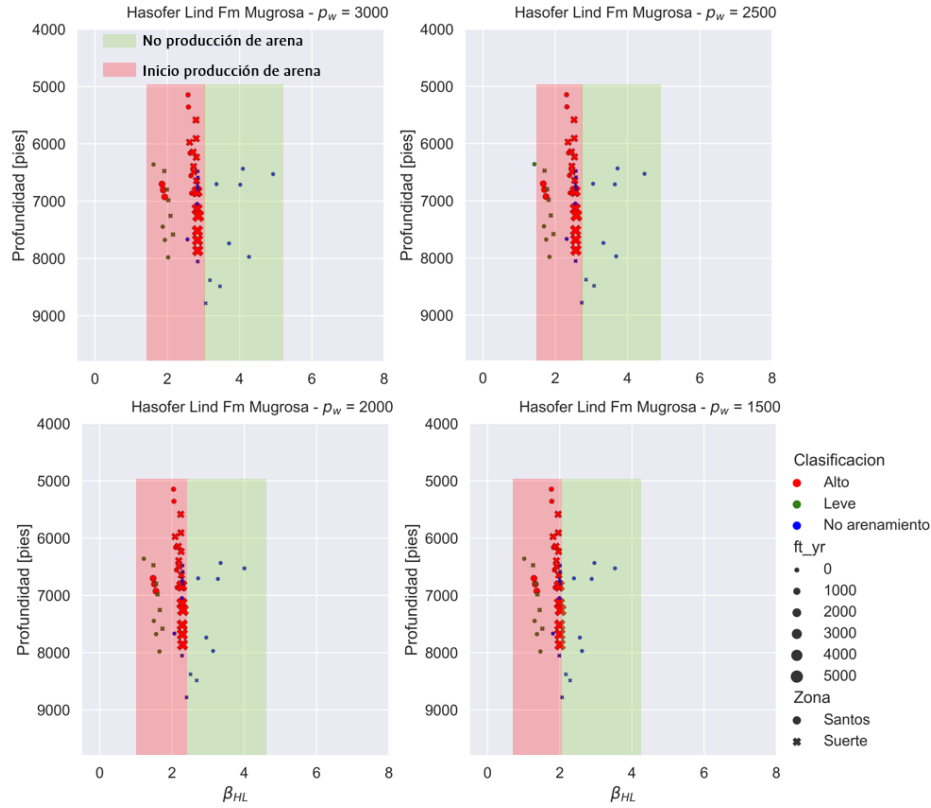 Hasofer Lind Fm Mugrosa - p_w = 3000
No producción de arena
Inicio producción de arena
4000
5000
6000
7000
8000
9000
Profundidad [pies]
0 2 4 6 8
Hasofer Lind Fm Mugrosa - p_w = 2500
4000
5000
6000
7000
8000
9000
Profundidad [pies]
0 2 4 6 8
Hasofer Lind Fm Mugrosa - p_w = 2000
4000
5000
6000
7000
8000
9000
Profundidad [pies]
0 2 4 6 8
β_HL
Hasofer Lind Fm Mugrosa - p_w = 1500
4000
5000
6000
7000
8000
9000
Profundidad [pies]
0 2 4 6 8
β_HL
Clasificacion
Alto
Leve
No arenamiento
ft_yr
0
1000
2000
3000
4000
5000
Zona
Santos
Suerte